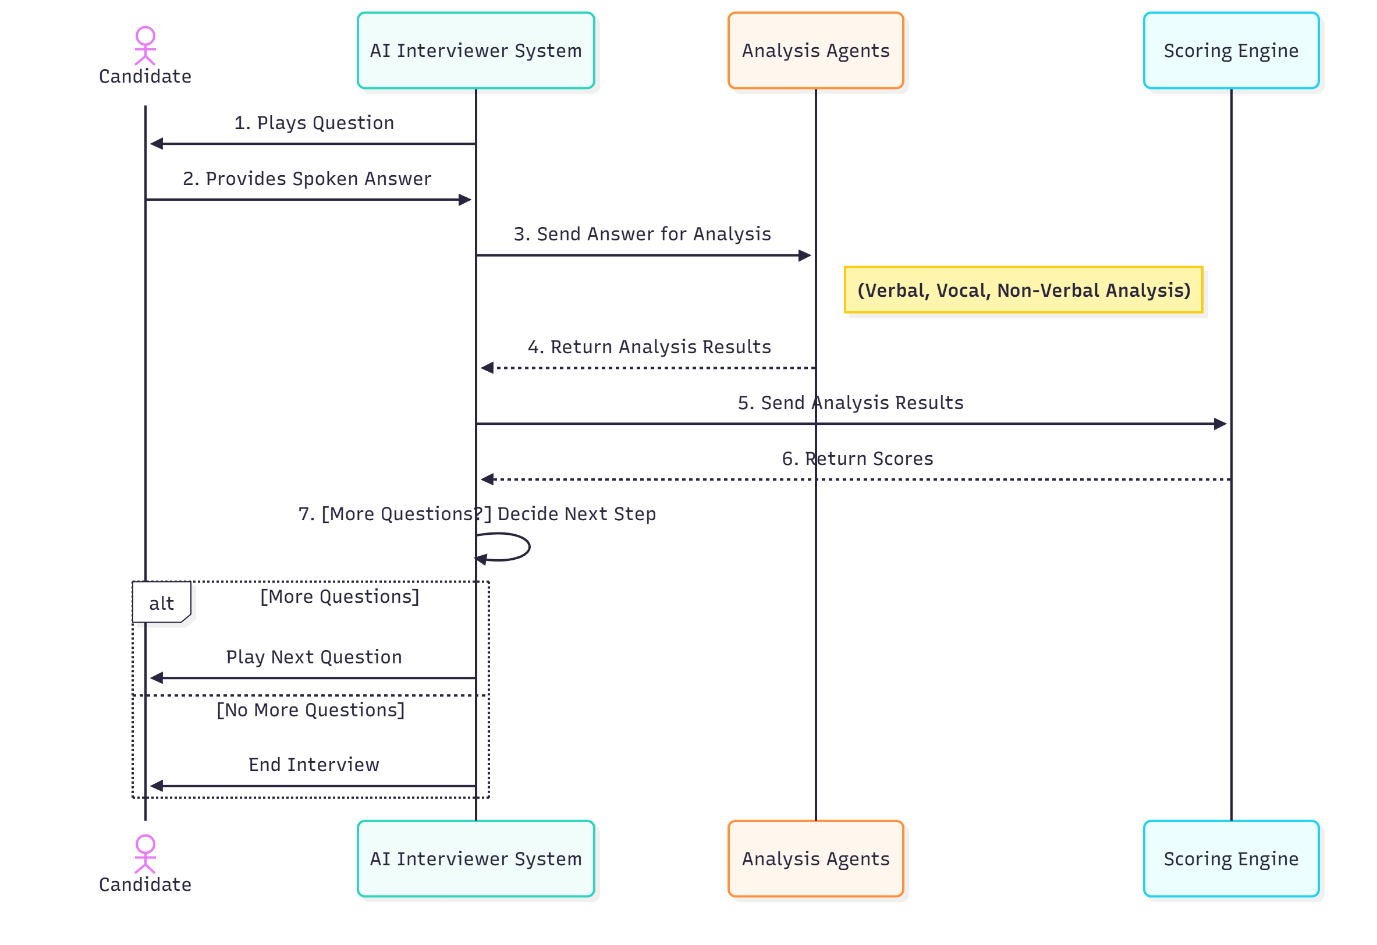 Candidate
AI Interviewer System
Analysis Agents
Scoring Engine
1. Plays Question
2. Provides Spoken Answer
3. Send Answer for Analysis
(Verbal, Vocal, Non-Verbal Analysis)
4. Return Analysis Results
5. Send Analysis Results
6. Return Scores
7. [More Questions?] Decide Next Step
alt
[More Questions]
Play Next Question
[No More Questions]
End Interview
Candidate
AI Interviewer System
Analysis Agents
Scoring Engine